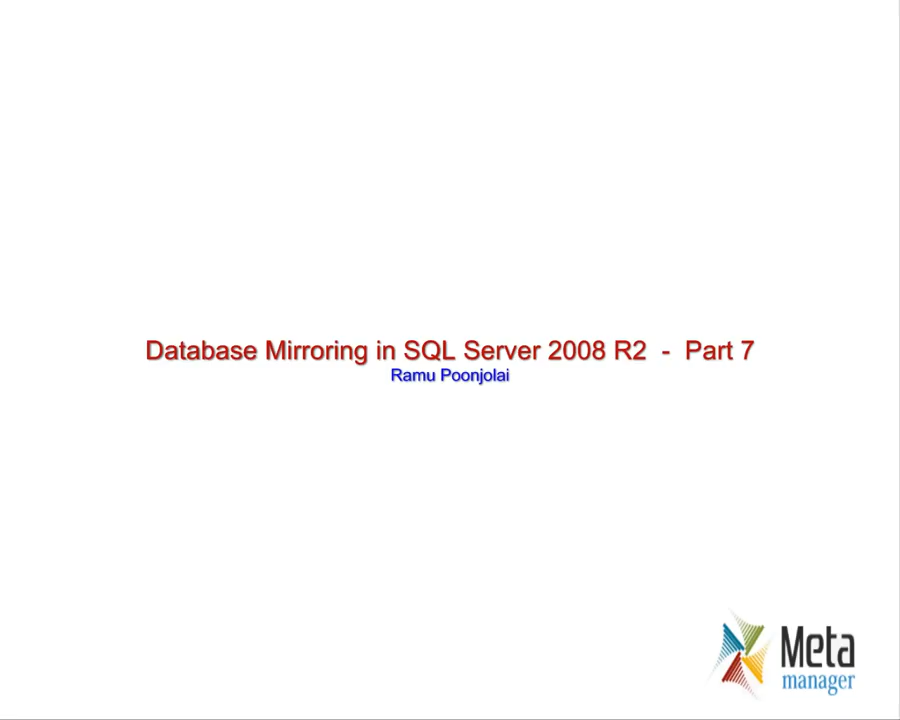 Database Mirroring in SQL Server 2008 R2 - Part 7
Ramu Poonjolai
Meta
manager